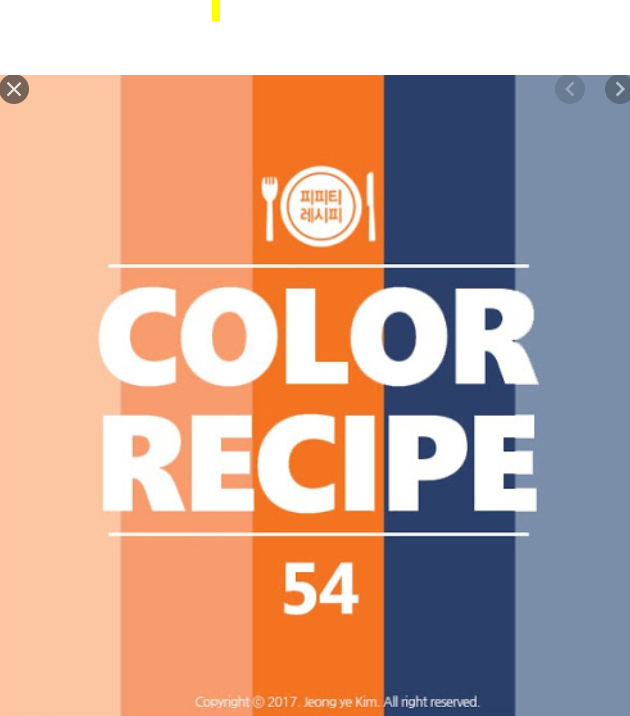 피피티
레시피
COLOR
RECIPE
54
Copyright ⓒ 2017. Jeong ye Kim. All right reserved.